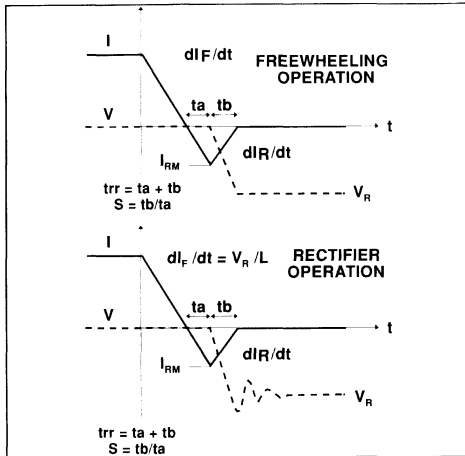 I
dIF/dt
FREEWHEELING
OPERATION
ta tb
V
t
IRM
dIR/dt
trr = ta + tb
S = tb/ta
VR
I
dIF/dt = VR/L
RECTIFIER
OPERATION
ta tb
V
t
IRM
dIR/dt
VR
trr = ta + tb
S = tb/ta